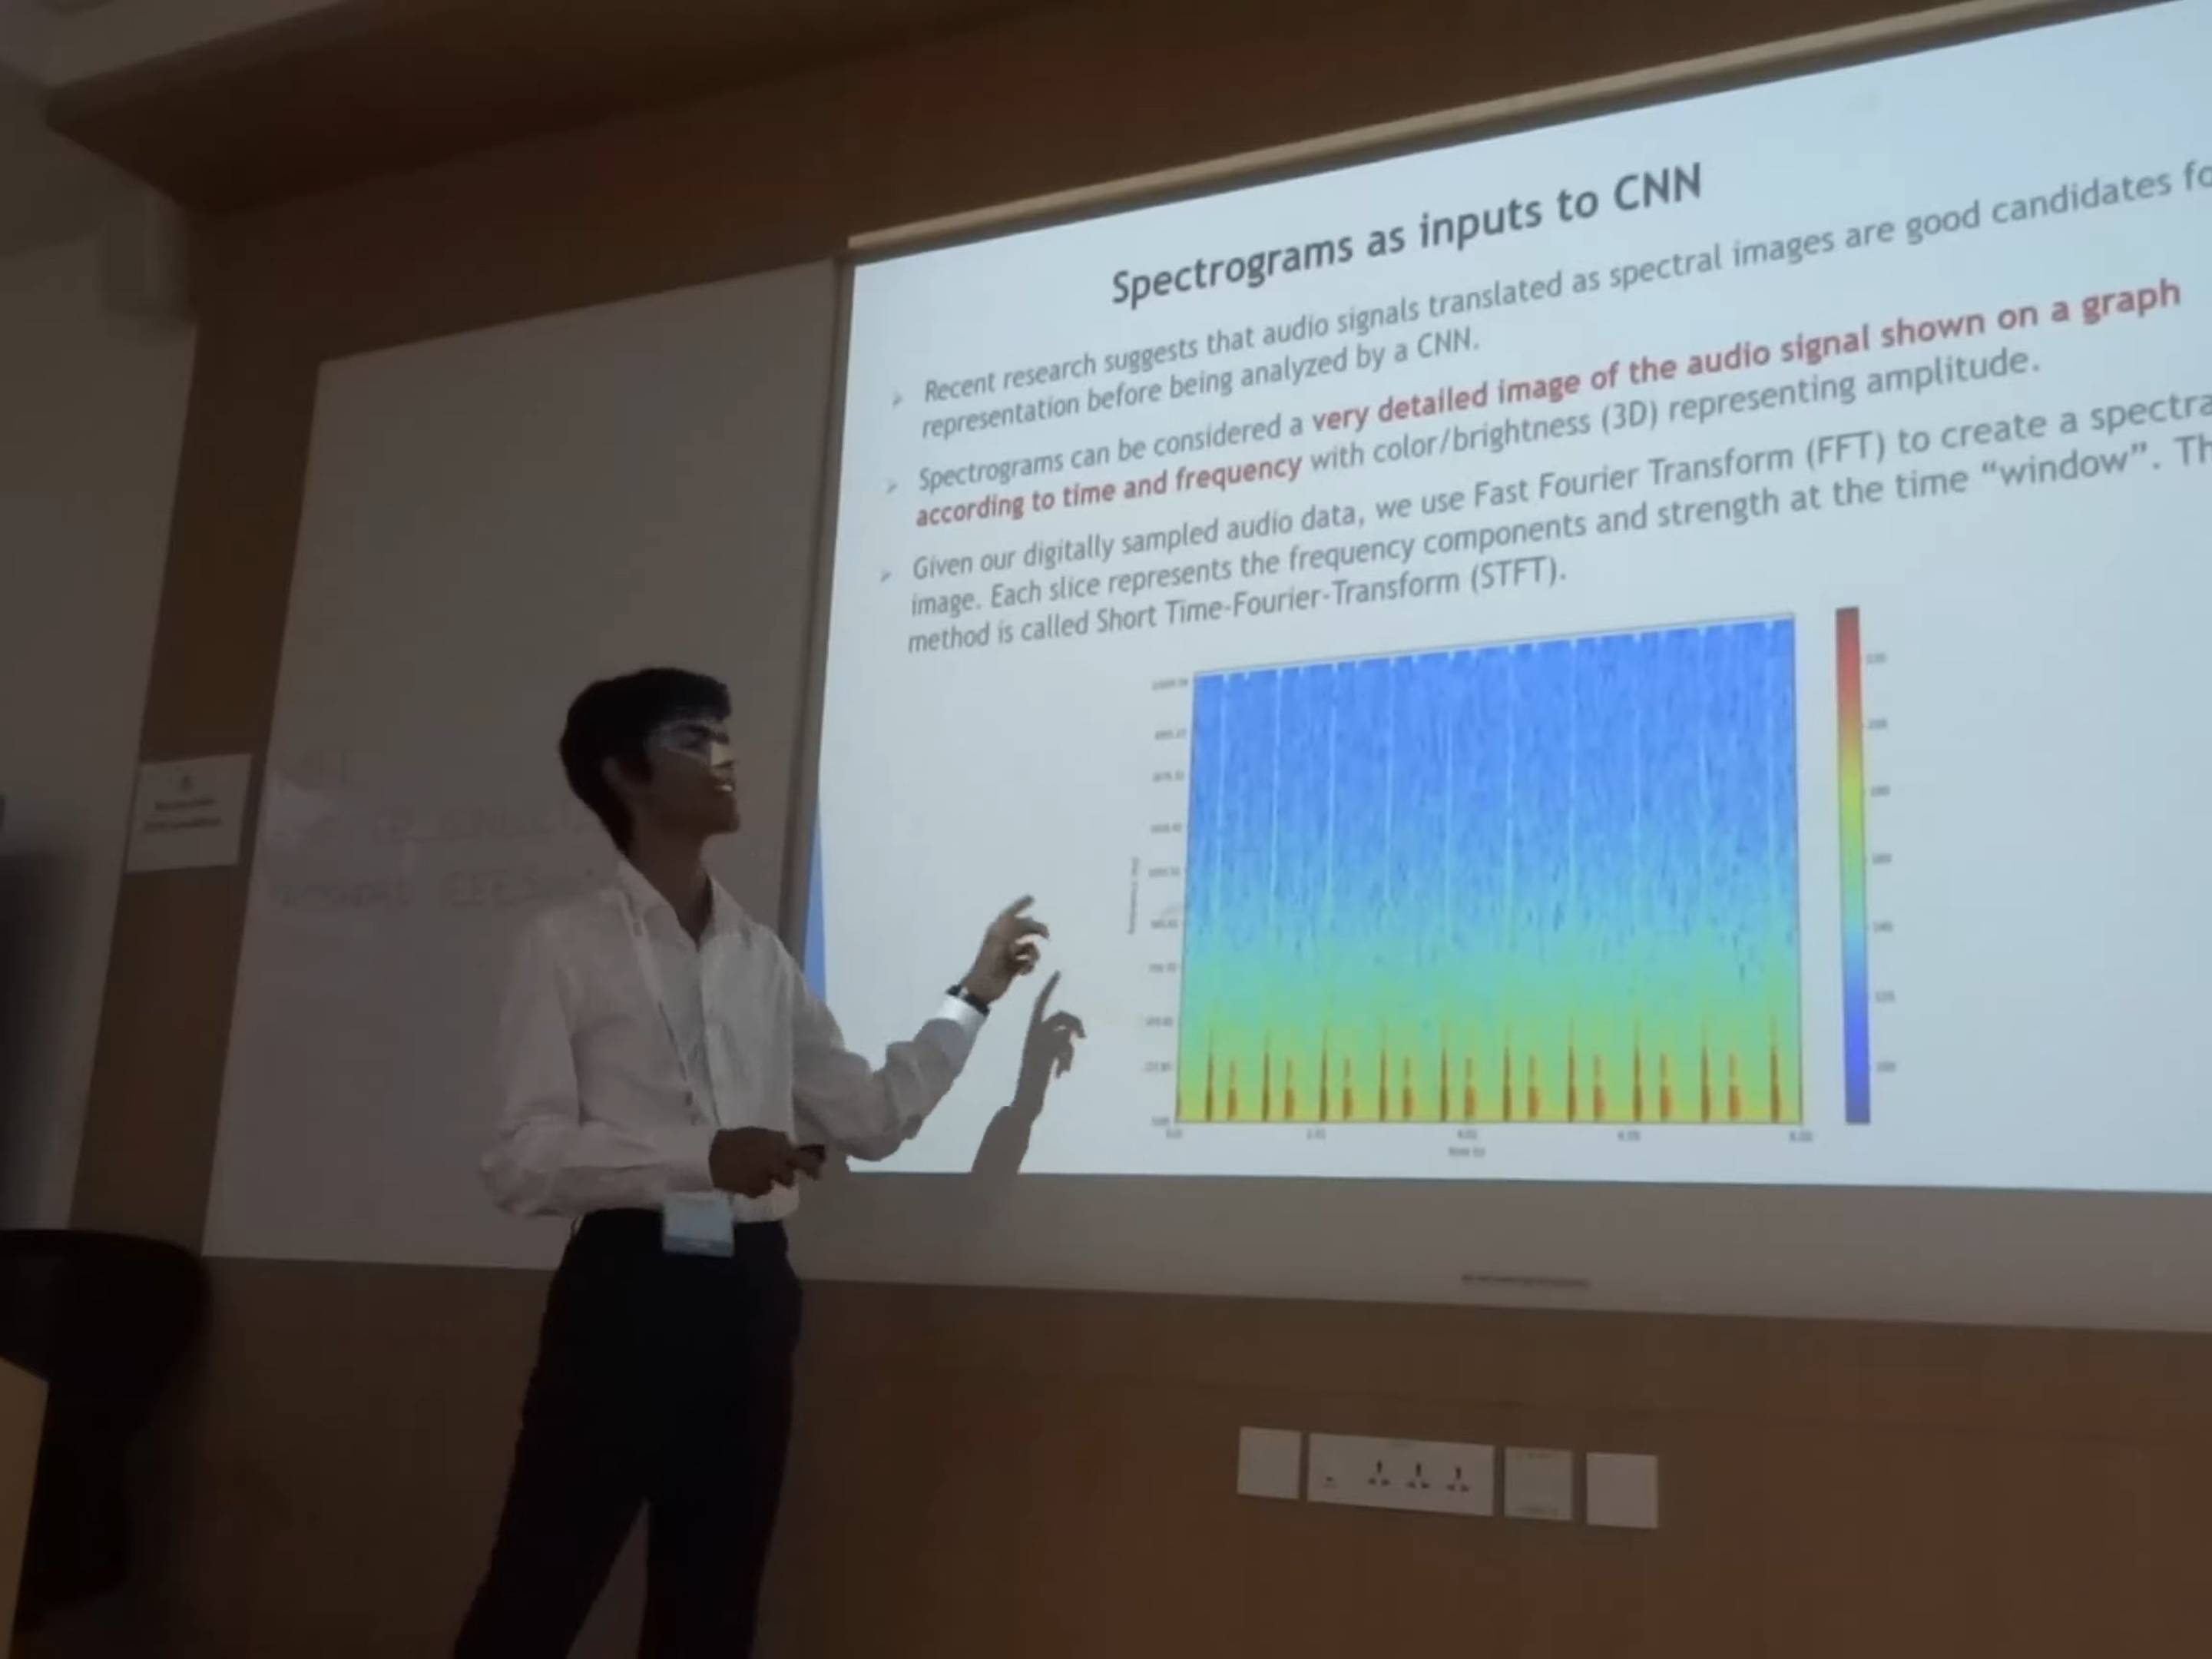 Spectrograms as inputs to CNN
Recent research suggests that audio signals translated as spectral images are good candidates fo
representation before being analyzed by a CNN.
Spectrograms can be considered a very detailed image of the audio signal shown on a graph
according to time and frequency with color/brightness (3D) representing amplitude.
Given our digitally sampled audio data, we use Fast Fourier Transform (FFT) to create a spectra
image. Each slice represents the frequency components and strength at the time “window”. Th
method is called Short Time-Fourier-Transform (STFT).